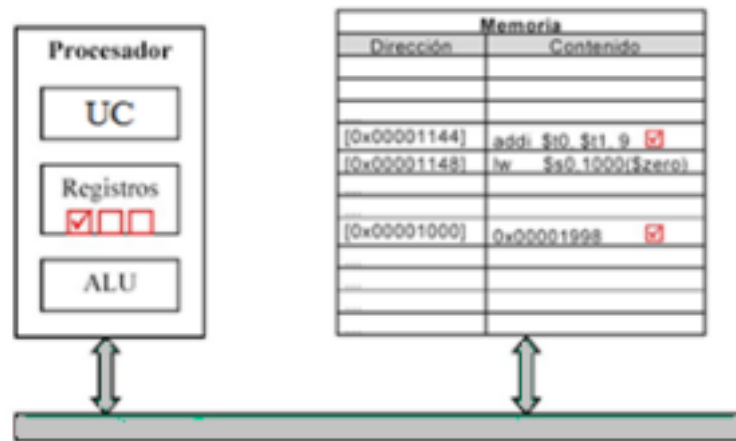 Procesador
UC
Registros
ALU
Memoria
Dirección Contenido
....
[0x00001144] addi $t0, $t1, 9
[0x00001148] lw $s0,1000($zero)
....
....
[0x00001000] 0x00001998
....
....
....
....